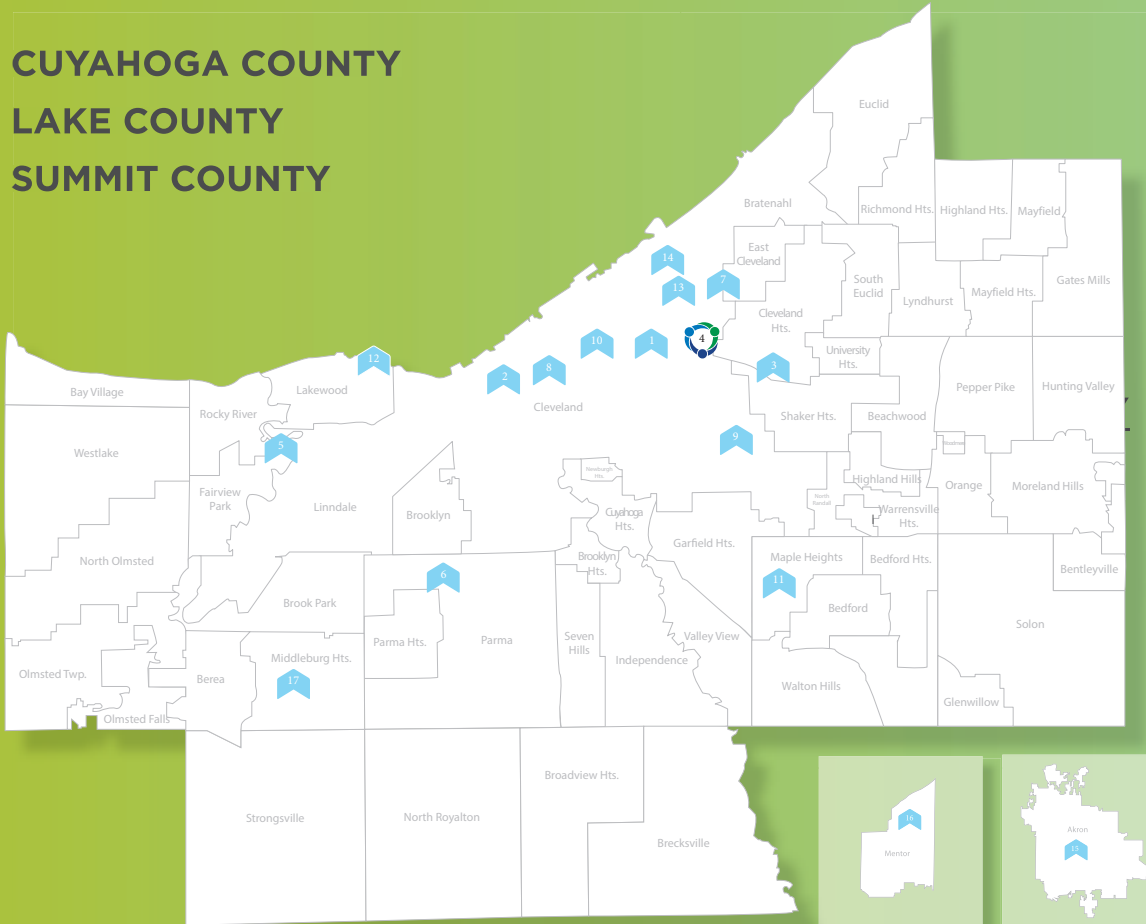 CUYAHOGA COUNTY
LAKE COUNTY
SUMMIT COUNTY
Euclid
Bratenahl
Richmond Hts.
Highland Hts.
Mayfield
East
Cleveland
14
13
7
South
Euclid
Lyndhurst
Mayfield Hts.
Gates Mills
Cleveland
Hts.
10
1
4
University
Hts.
12
2
8
3
Bay Village
Lakewood
Rocky River
Cleveland
Shaker Hts.
Beachwood
Pepper Pike
Hunting Valley
5
9
Westlake
Newburgh
Hts.
Highland Hills
Orange
Moreland Hills
Fairview
Park
Linndale
Brooklyn
Cuyahoga
Hts.
North
Randall
Warrensville
Hts.
Garfield Hts.
North Olmsted
Brooklyn
Hts.
Maple Heights
Bedford Hts.
Bentleyville
6
11
Brook Park
Bedford
Solon
Parma Hts.
Parma
Seven
Hills
Valley View
Independence
Olmsted Twp.
Berea
Middleburg Hts.
17
Walton Hills
Glenwillow
Olmsted Falls
Strongsville
North Royalton
Broadview Hts.
Brecksville
16
Mentor
Akron
15